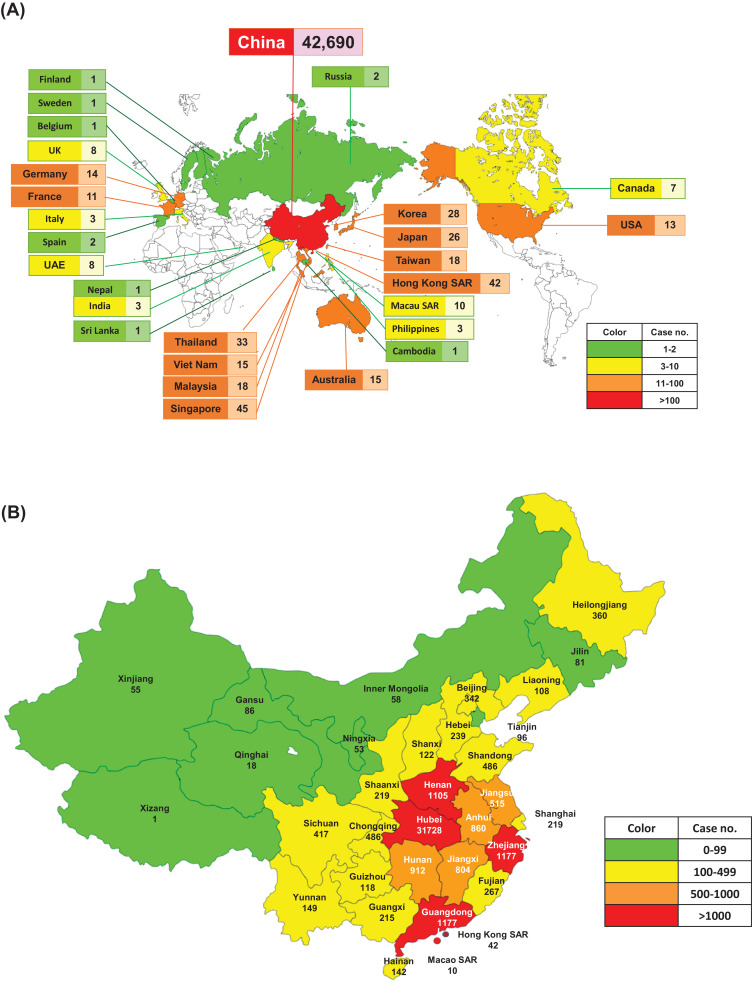 (A)
China 42,690
Finland 1
Russia 2
Sweden 1
Belgium 1
UK 8
Germany 14
France 11
Italy 3
Spain 2
UAE 8
Nepal 1
India 3
Sri Lanka 1
Thailand 33
Viet Nam 15
Malaysia 18
Singapore 45
Korea 28
Japan 26
Taiwan 18
Hong Kong SAR 42
Macau SAR 10
Philippines 3
Cambodia 1
Australia 15
Canada 7
USA 13
Color Case no.
1-2
3-10
11-100
>100
(B)
Heilongjiang
360
Jilin
81
Liaoning
108
Xinjiang
55
Gansu
86
Inner Mongolia
58
Beijing
342
Hebei
239
Tianjin
96
Ningxia
53
Shanxi
122
Shandong
486
Qinghai
18
Shaanxi
219
Henan
1105
Jiangsu
515
Xizang
1
Sichuan
417
Chongqing
486
Hubei
31728
Anhui
860
Shanghai
219
Zhejiang
1177
Hunan
912
Jiangxi
804
Guizhou
118
Fujian
267
Yunnan
149
Guangxi
215
Guangdong
1177
Hong Kong SAR
42
Macao SAR
10
Hainan
142
Color Case no.
0-99
100-499
500-1000
>1000